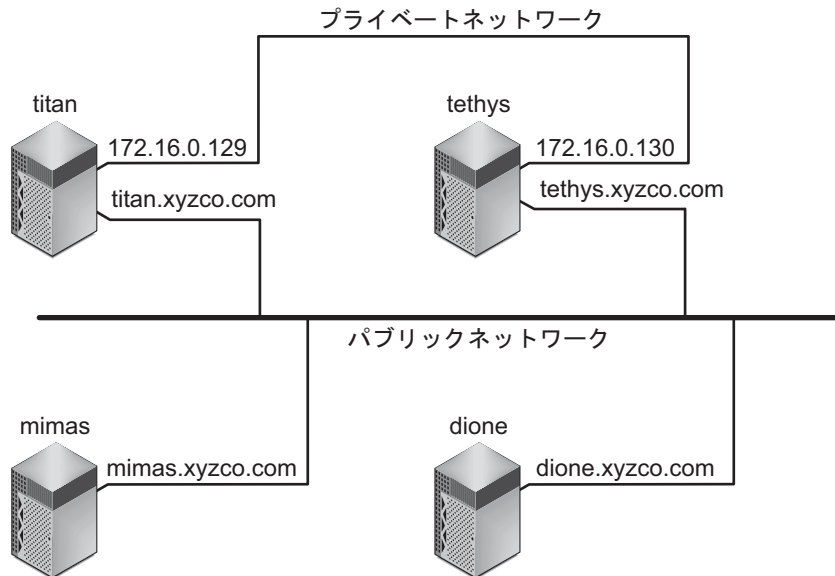 プライベートネットワーク
titan
tethys
172.16.0.129
172.16.0.130
titan.xyzco.com
tethys.xyzco.com
パブリックネットワーク
mimas
dione
mimas.xyzco.com
dione.xyzco.com